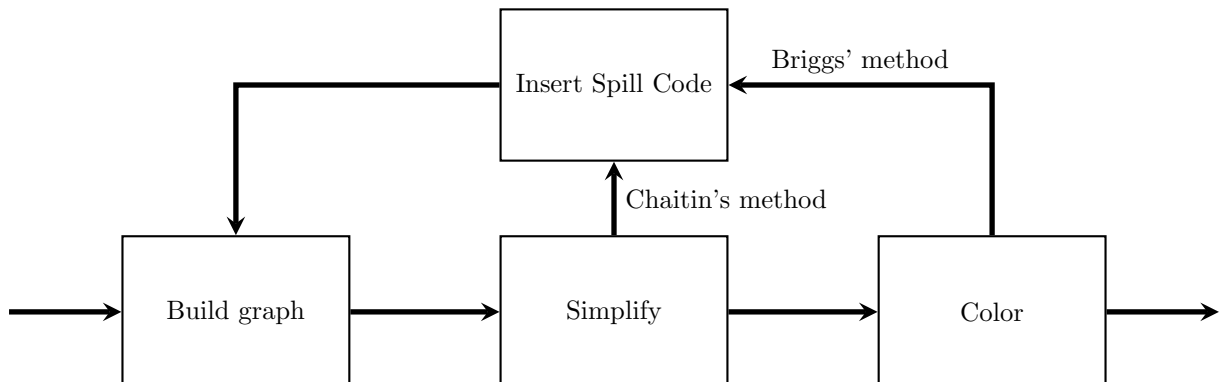 Briggs’ method
Insert Spill Code
Chaitin’s method
Build graph
Simplify
Color